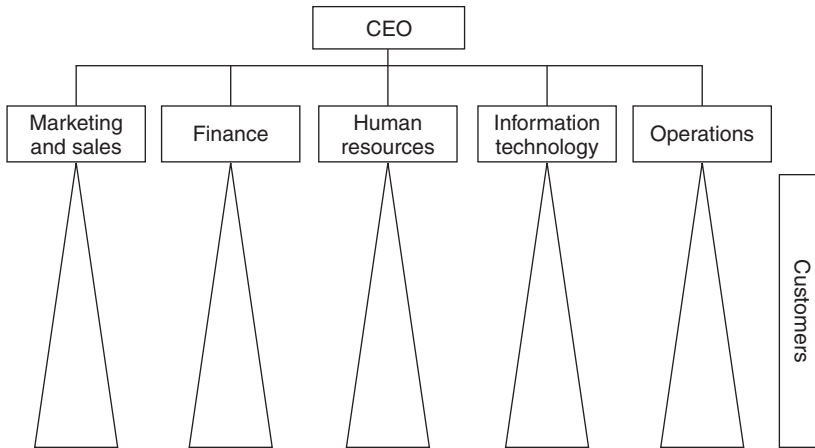 CEO
Marketing
and sales
Finance
Human
resources
Information
technology
Operations
Customers